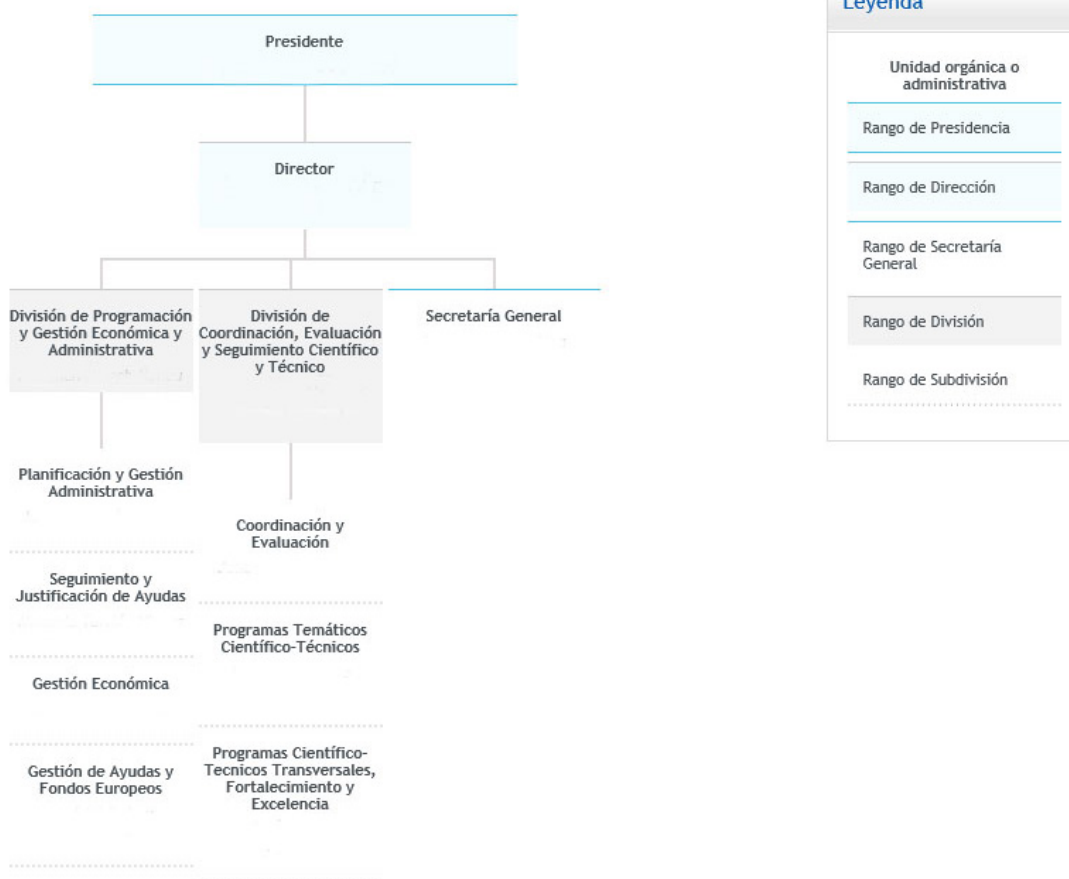 Presidente
Director
División de Programación
y Gestión Económica y
Administrativa
División de
Coordinación, Evaluación
y Seguimiento Científico
y Técnico
Secretaría General
Planificación y Gestión
Administrativa
Seguimiento y
Justificación de Ayudas
Gestión Económica
Gestión de Ayudas y
Fondos Europeos
Coordinación y
Evaluación
Programas Temáticos
Científico-Técnicos
Programas Científico-
Tecnicos Transversales,
Fortalecimiento y
Excelencia
Leyenda
Unidad orgánica o
administrativa
Rango de Presidencia
Rango de Dirección
Rango de Secretaría
General
Rango de División
Rango de Subdivisión